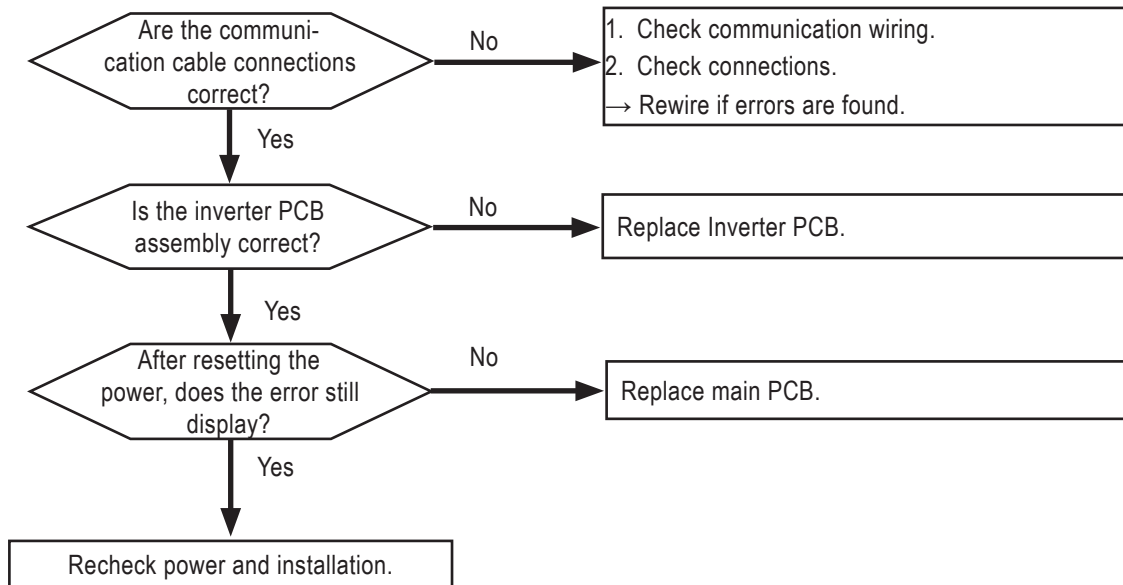 Are the communi-
cation cable connections
correct?
No
1. Check communication wiring.
2. Check connections.
→ Rewire if errors are found.
Yes
Is the inverter PCB
assembly correct?
No
Replace Inverter PCB.
Yes
After resetting the
power, does the error still
display?
No
Replace main PCB.
Yes
Recheck power and installation.